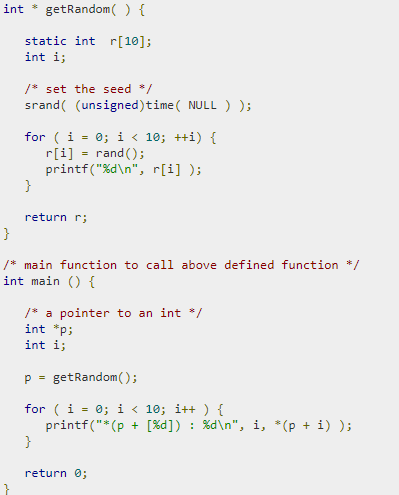 int * getRandom( ) {
static int  r[10];
int i;
/* set the seed */
srand( (unsigned)time( NULL ) );
for ( i = 0; i < 10; ++i) {
r[i] = rand();
printf("%d\n", r[i] );
}
return r;
}
/* main function to call above defined function */
int main () {
/* a pointer to an int */
int *p;
int i;
p = getRandom();
for ( i = 0; i < 10; i++ ) {
printf("*(p + [%d]) : %d\n", i, *(p + i) );
}
return 0;
}